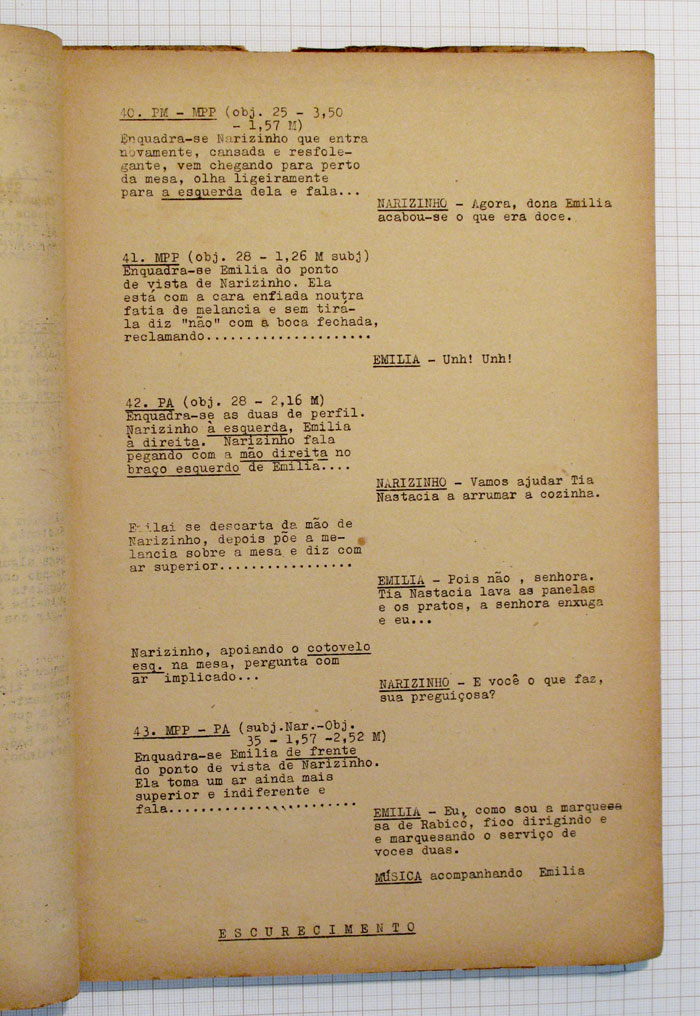 40. PM - MPP (obj. 25 - 3,50
- 1,57 M)
Enquadra-se Narizinho que entra
novamente, cansada e resfole-
gante, vem chegando para perto
da mesa, olha ligeiramente
para a esquerda dela e fala...
NARIZINHO - Agora, dona Emilia
acabou-se o que era doce.
41. MPP (obj. 28 - 1,26 M subj)
Enquadra-se Emilia do ponto
de vista de Narizinho. Ela
está com a cara enfiada noutra
fatia de melancia e sem tirá-
la diz "não" com a boca fechada,
reclamando.....................
EMILIA - Unh! Unh!
42. PA (obj. 28 - 2,16 M)
Enquadra-se as duas de perfil.
Narizinho à esquerda, Emilia
à direita. Narizinho fala
pegando com a mão direita no
braço esquerdo de Emilia....
NARIZINHO - Vamos ajudar Tia
Nastacia a arrumar a cozinha.
Emilai se descarta da mão de
Narizinho, depois põe a me-
lancia sobre a mesa e diz com
ar superior.................
EMILIA - Pois não , senhora.
Tia Nastacia lava as panelas
e os pratos, a senhora enxuga
e eu...
Narizinho, apoiando o cotovelo
esq. na mesa, pergunta com
ar implicado...
NARIZINHO - E você o que faz,
sua preguiçosa?
43. MPP - PA (subj.Nar.-Obj.
35 - 1,57 -2,52 M)
Enquadra-se Emilia de frente
do ponto de vista de Narizinho.
Ela toma um ar ainda mais
superior e indiferente e
fala.......................
EMILIA - Eu, como sou a marquesa
sa de Rabicó, fico dirigindo e
e marquesando o serviço de
voces duas.
MÚSICA acompanhando Emilia
E S C U R E C I M E N T O